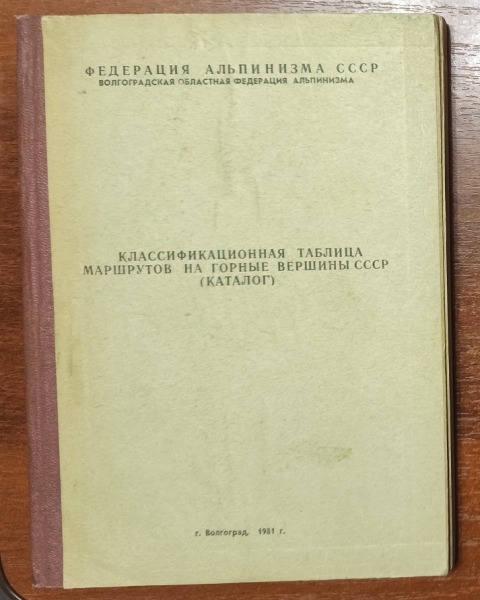 ФЕДЕРАЦИЯ АЛЬПИНИЗМА СССР
ВОЛГОГРАДСКАЯ ОБЛАСТНАЯ ФЕДЕРАЦИЯ АЛЬПИНИЗМА
КЛАССИФИКАЦИОННАЯ ТАБЛИЦА
МАРШРУТОВ НА ГОРНЫЕ ВЕРШИНЫ СССР
(КАТАЛОГ)
г. Волгоград, 1981 г.